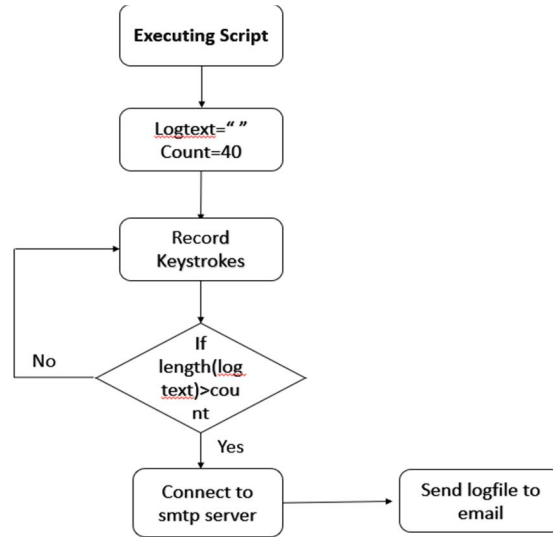 Executing Script
Logtext=“ ”
Count=40
Record
Keystrokes
If
length(log
text)>cou
nt
No
Yes
Connect to
smtp server
Send logfile to
email